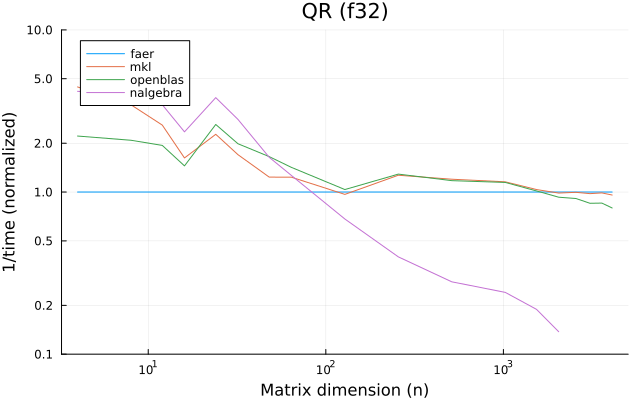 QR (f32)
1/time (normalized)
10.0
5.0
2.0
1.0
0.5
0.2
0.1
faer
mkl
openblas
nalgebra
10¹ 10² 10³
Matrix dimension (n)